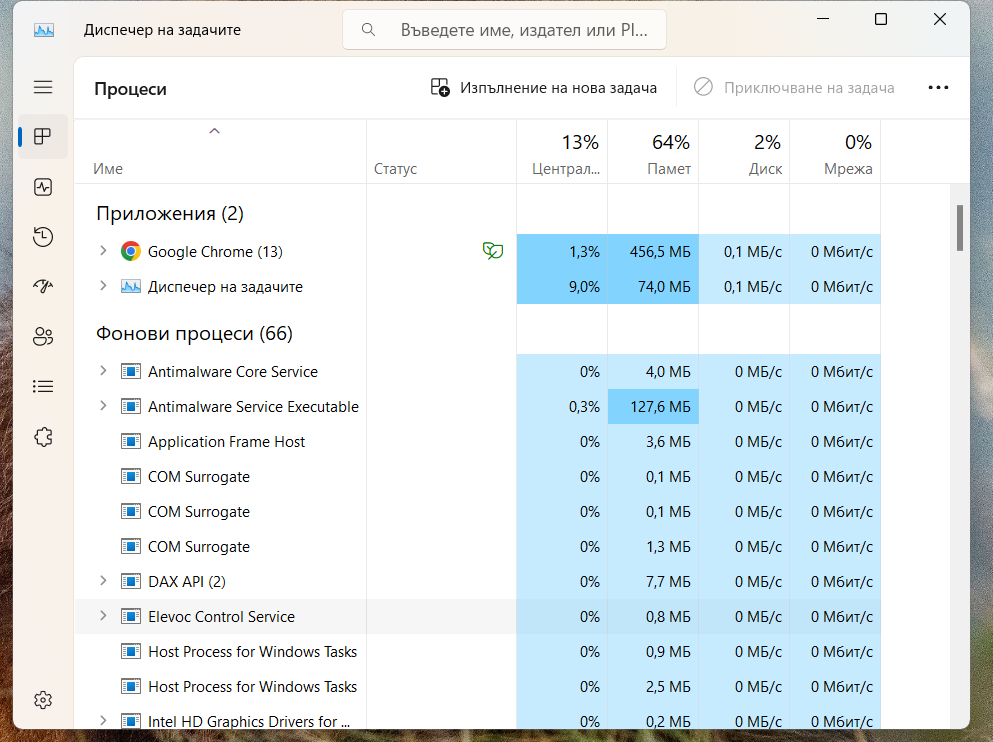 Диспечер на задачите
Въведете име, издател или PI...
Процеси
Изпълнение на нова задача
Приключване на задача
13% 64% 2% 0%
Име Статус Централ... Памет Диск Мрежа
Приложения (2)
Google Chrome (13) 1,3% 456,5 МБ 0,1 МБ/с 0 Мбит/с
Диспечер на задачите 9,0% 74,0 МБ 0,1 МБ/с 0 Мбит/с
Фонови процеси (66)
Antimalware Core Service 0% 4,0 МБ 0 МБ/с 0 Мбит/с
Antimalware Service Executable 0,3% 127,6 МБ 0 МБ/с 0 Мбит/с
Application Frame Host 0% 3,6 МБ 0 МБ/с 0 Мбит/с
COM Surrogate 0% 0,1 МБ 0 МБ/с 0 Мбит/с
COM Surrogate 0% 0,1 МБ 0 МБ/с 0 Мбит/с
COM Surrogate 0% 1,3 МБ 0 МБ/с 0 Мбит/с
DAX API (2) 0% 7,7 МБ 0 МБ/с 0 Мбит/с
Elevoc Control Service 0% 0,8 МБ 0 МБ/с 0 Мбит/с
Host Process for Windows Tasks 0% 0,9 МБ 0 МБ/с 0 Мбит/с
Host Process for Windows Tasks 0% 2,5 МБ 0 МБ/с 0 Мбит/с
Intel HD Graphics Drivers for ... 0% 0,2 МБ 0 МБ/с 0 Мбит/с